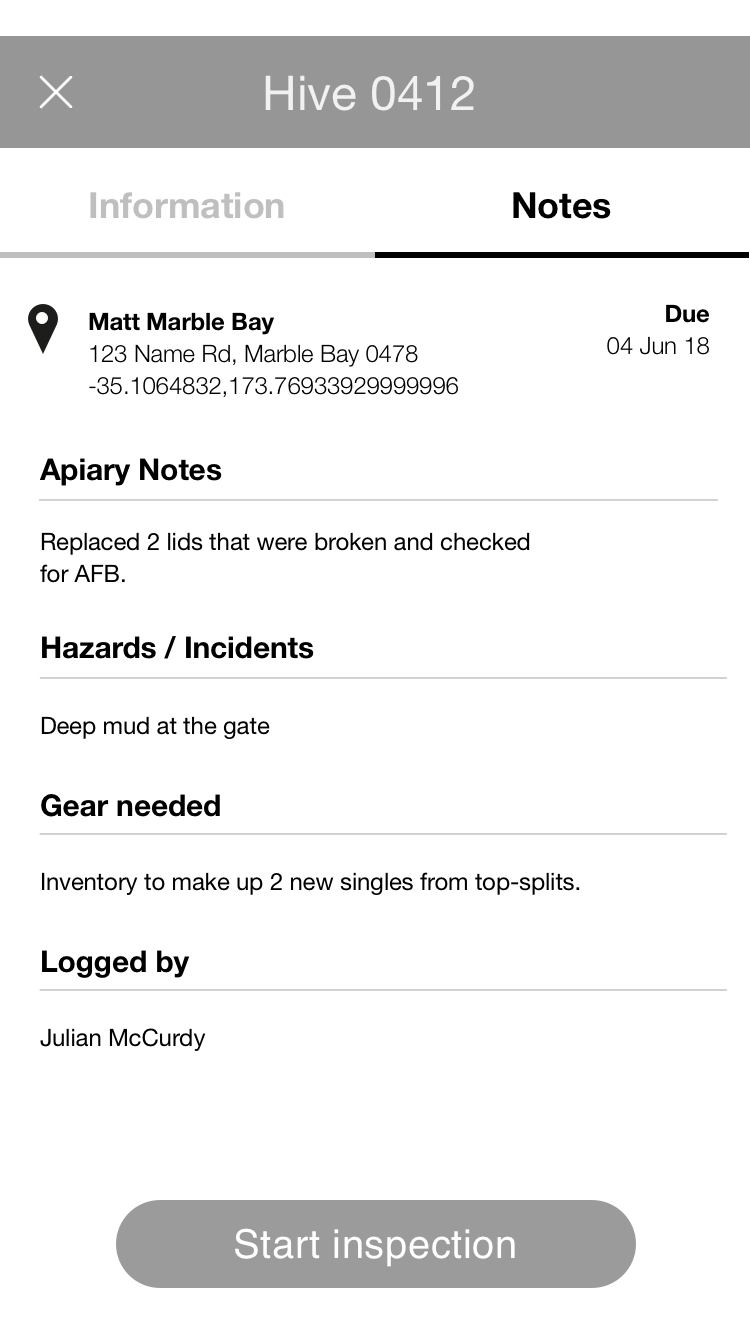 Hive 0412
Information
Notes
Matt Marble Bay
Due
123 Name Rd, Marble Bay 0478
04 Jun 18
-35.1064832,173.76933929999996
Apiary Notes
Replaced 2 lids that were broken and checked
for AFB.
Hazards / Incidents
Deep mud at the gate
Gear needed
Inventory to make up 2 new singles from top-splits.
Logged by
Julian McCurdy
Start inspection